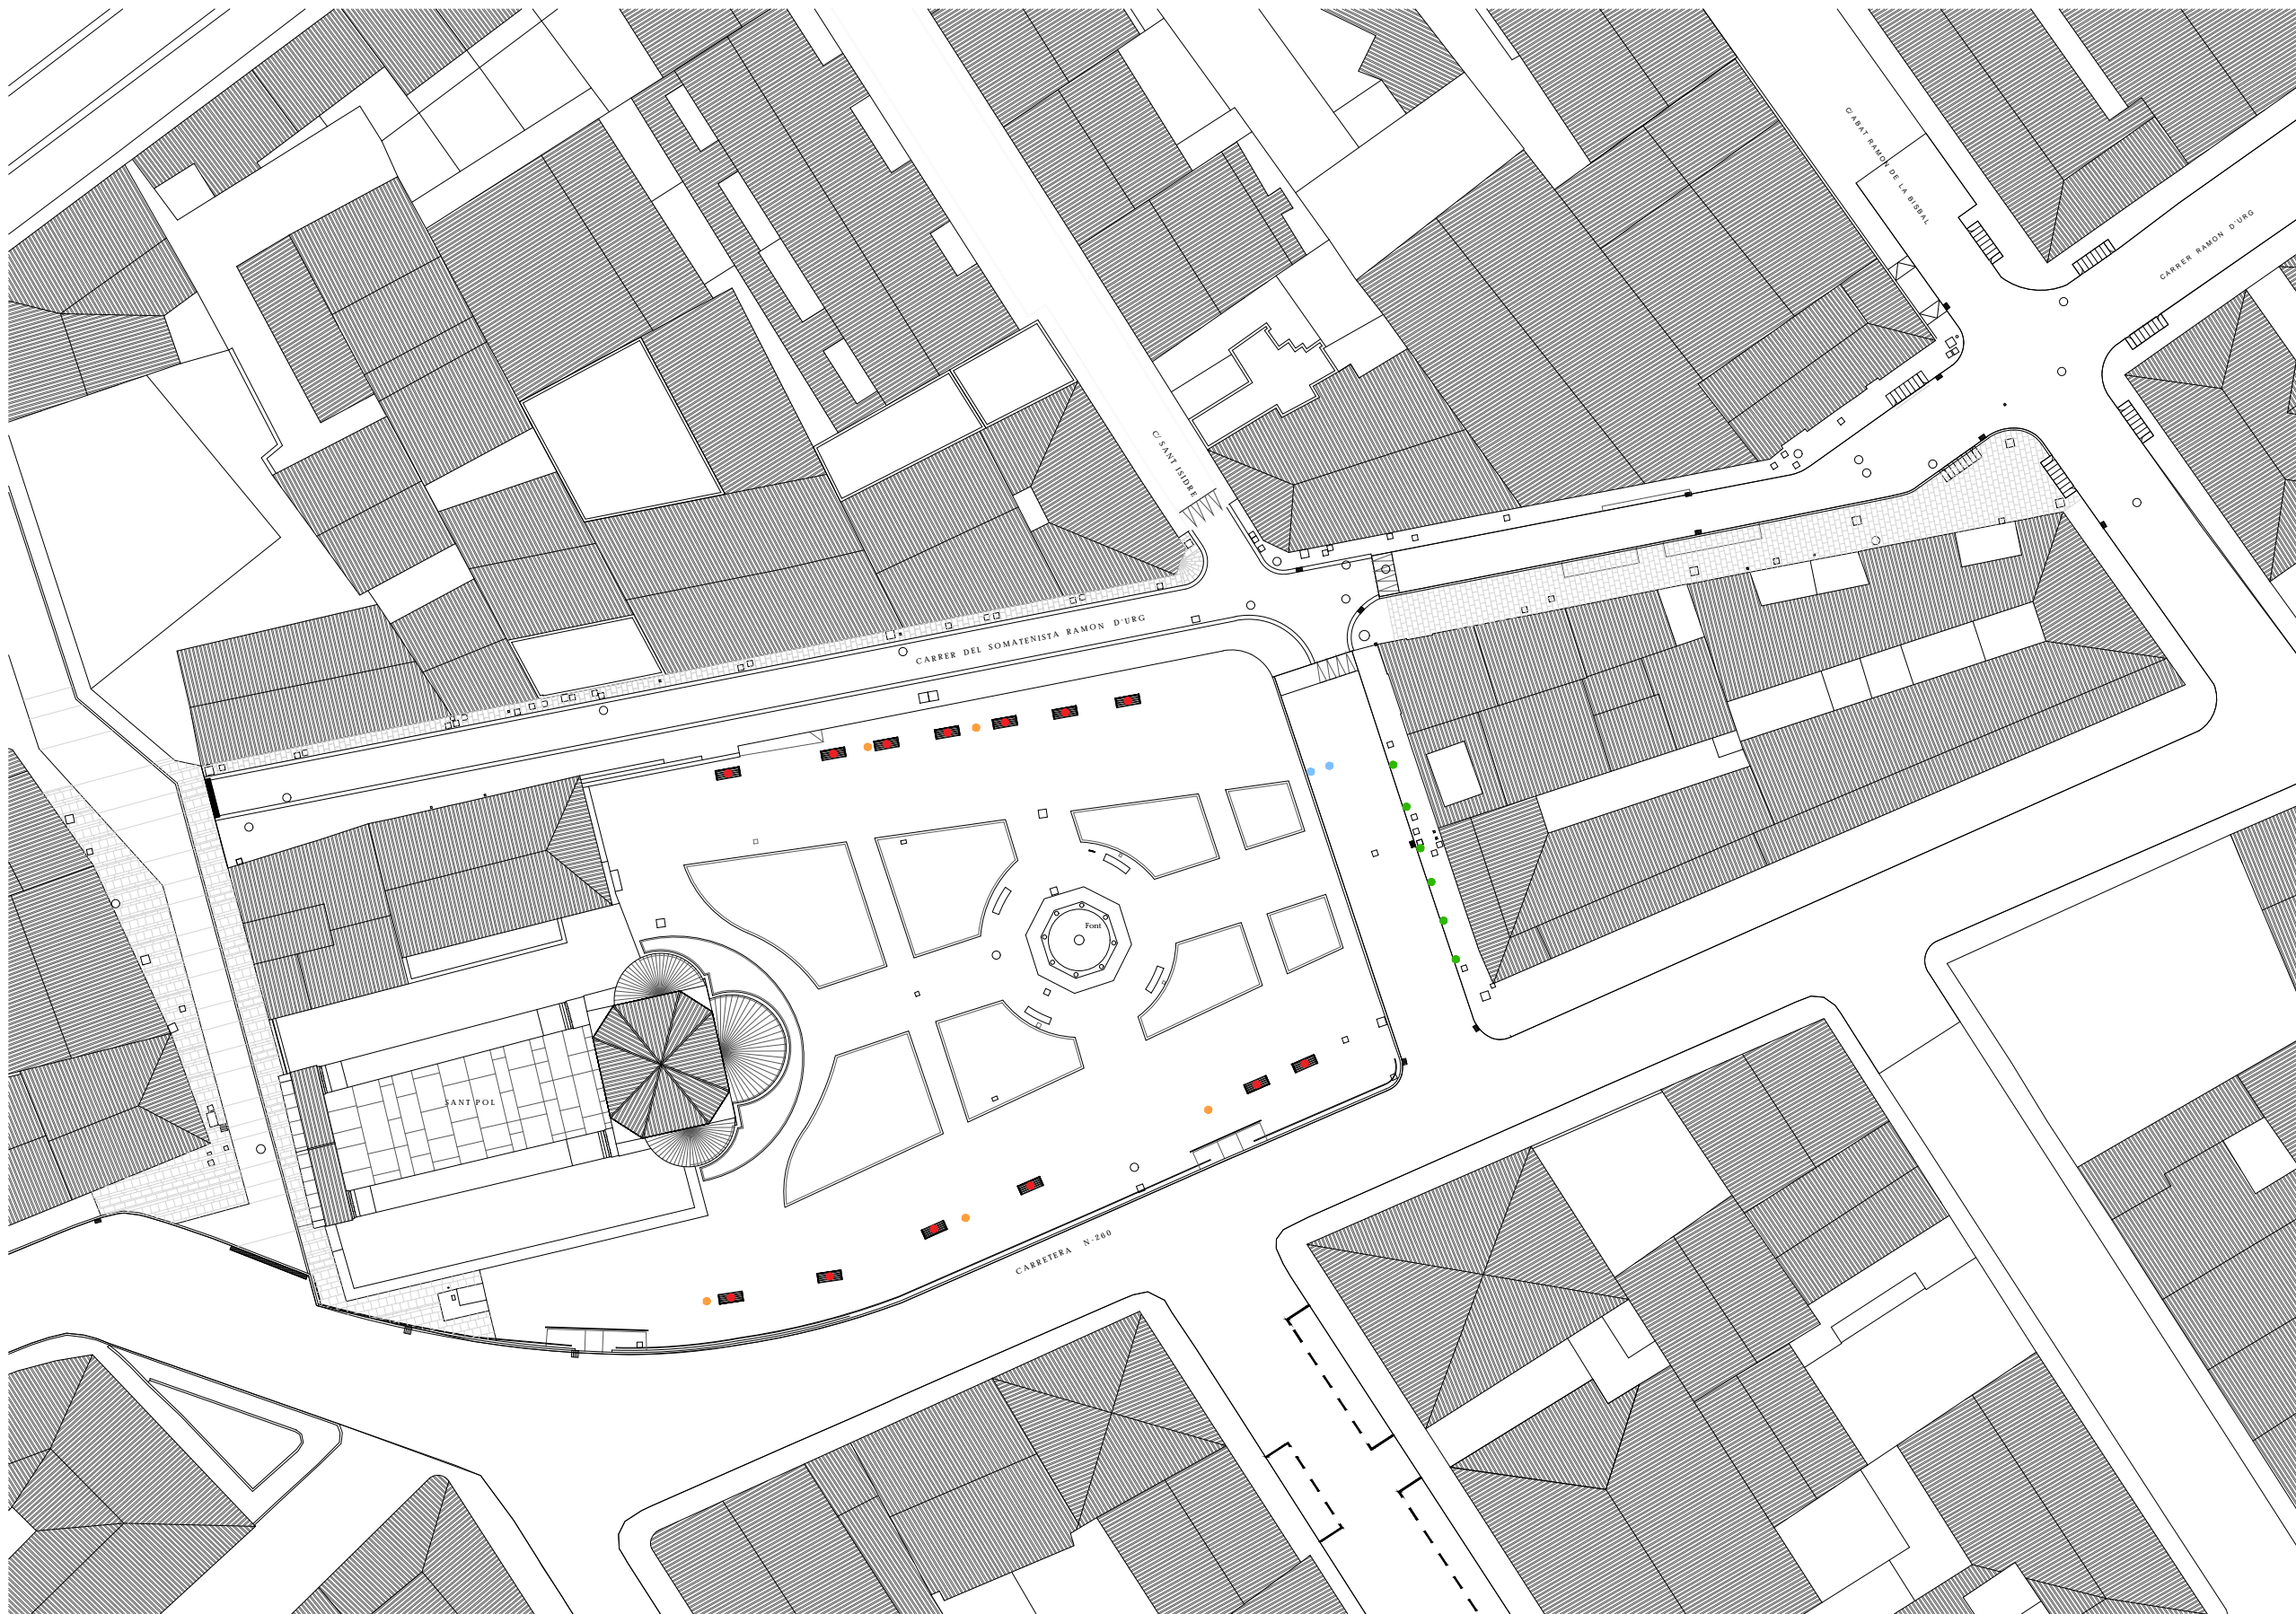 C/ ABAT RAMON DE LA BISBAL
CARRER RAMON D'URG
C/ SANT ISIDRE
CARRER DEL SOMATENISTA RAMON D'URG
Font
SANT POL
CARRETERA N-260